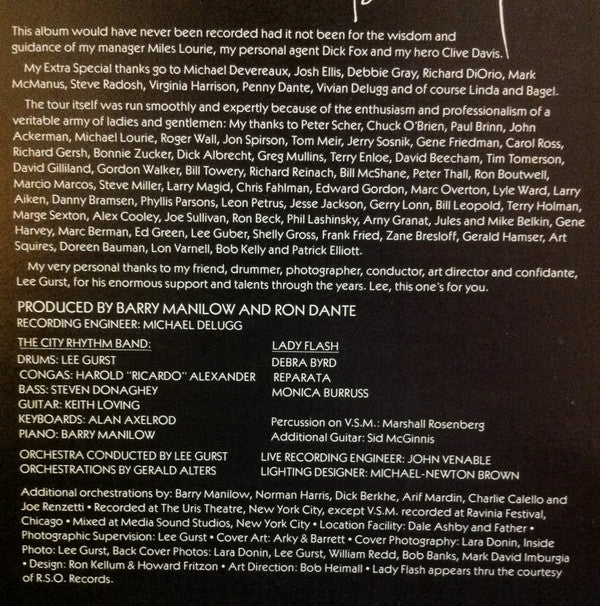 This album would have never been recorded had it not been for the wisdom and
guidance of my manager Miles Lourie, my personal agent Dick Fox and my hero Clive Davis.
My Extra Special thanks go to Michael Devereaux, Josh Ellis, Debbie Gray, Richard DiOrio, Mark
McManus, Steve Radosh, Virginia Harrison, Penny Dante, Vivian Delugg and of course Linda and Bagel.
The tour itself was run smoothly and expertly because of the enthusiasm and professionalism of a
veritable army of ladies and gentlemen: My thanks to Peter Scher, Chuck O'Brien, Paul Brinn, John
Ackerman, Michael Lourie, Roger Wall, Jon Spirson, Tom Meir, Jerry Sosnik, Gene Friedman, Carol Ross,
Richard Gersh, Bonnie Zucker, Dick Albrecht, Greg Mullins, Terry Enloe, David Beecham, Tim Tomerson,
David Gilliland, Gordon Walker, Bill Towery, Richard Reinach, Bill McShane, Peter Thall, Ron Boutwell,
Marcio Marcos, Steve Miller, Larry Magid, Chris Fahlman, Edward Gordon, Marc Overton, Lyle Ward, Larry
Aiken, Danny Bramsen, Phyllis Parsons, Leon Petrus, Jesse Jackson, Gerry Lonn, Bill Leopold, Terry Holman,
Marge Sexton, Alex Cooley, Joe Sullivan, Ron Beck, Phil Lashinsky, Arny Granat, Jules and Mike Belkin, Gene
Harvey, Marc Berman, Ed Green, Lee Guber, Shelly Gross, Frank Fried, Zane Bresloff, Gerald Hamser, Art
Squires, Doreen Bauman, Lon Varnell, Bob Kelly and Patrick Elliott.
My very personal thanks to my friend, drummer, photographer, conductor, art director and confidante,
Lee Gurst, for his enormous support and talents through the years. Lee, this one's for you.
PRODUCED BY BARRY MANILOW AND RON DANTE
RECORDING ENGINEER: MICHAEL DELUGG
THE CITY RHYTHM BAND:
DRUMS: LEE GURST
CONGAS: HAROLD "RICARDO" ALEXANDER
BASS: STEVEN DONAGHEY
GUITAR: KEITH LOVING
KEYBOARDS: ALAN AXELROD
PIANO: BARRY MANILOW
LADY FLASH
DEBRA BYRD
REPARATA
MONICA BURRUSS
Percussion on V.S.M.: Marshall Rosenberg
Additional Guitar: Sid McGinnis
ORCHESTRA CONDUCTED BY LEE GURST
ORCHESTRATIONS BY GERALD ALTERS
LIVE RECORDING ENGINEER: JOHN VENABLE
LIGHTING DESIGNER: MICHAEL-NEWTON BROWN
Additional orchestrations by: Barry Manilow, Norman Harris, Dick Berkhe, Arif Mardin, Charlie Calello and
Joe Renzetti • Recorded at The Uris Theatre, New York City, except V.S.M. recorded at Ravinia Festival,
Chicago • Mixed at Media Sound Studios, New York City • Location Facility: Dale Ashby and Father •
Photographic Supervision: Lee Gurst • Cover Art: Arky & Barrett • Cover Photography: Lara Donin, Inside
Photo: Lee Gurst, Back Cover Photos: Lara Donin, Lee Gurst, William Redd, Bob Banks, Mark David Imburgia
• Design: Ron Kellum & Howard Fritzon • Art Direction: Bob Heimall • Lady Flash appears thru the courtesy
of R.S.O. Records.